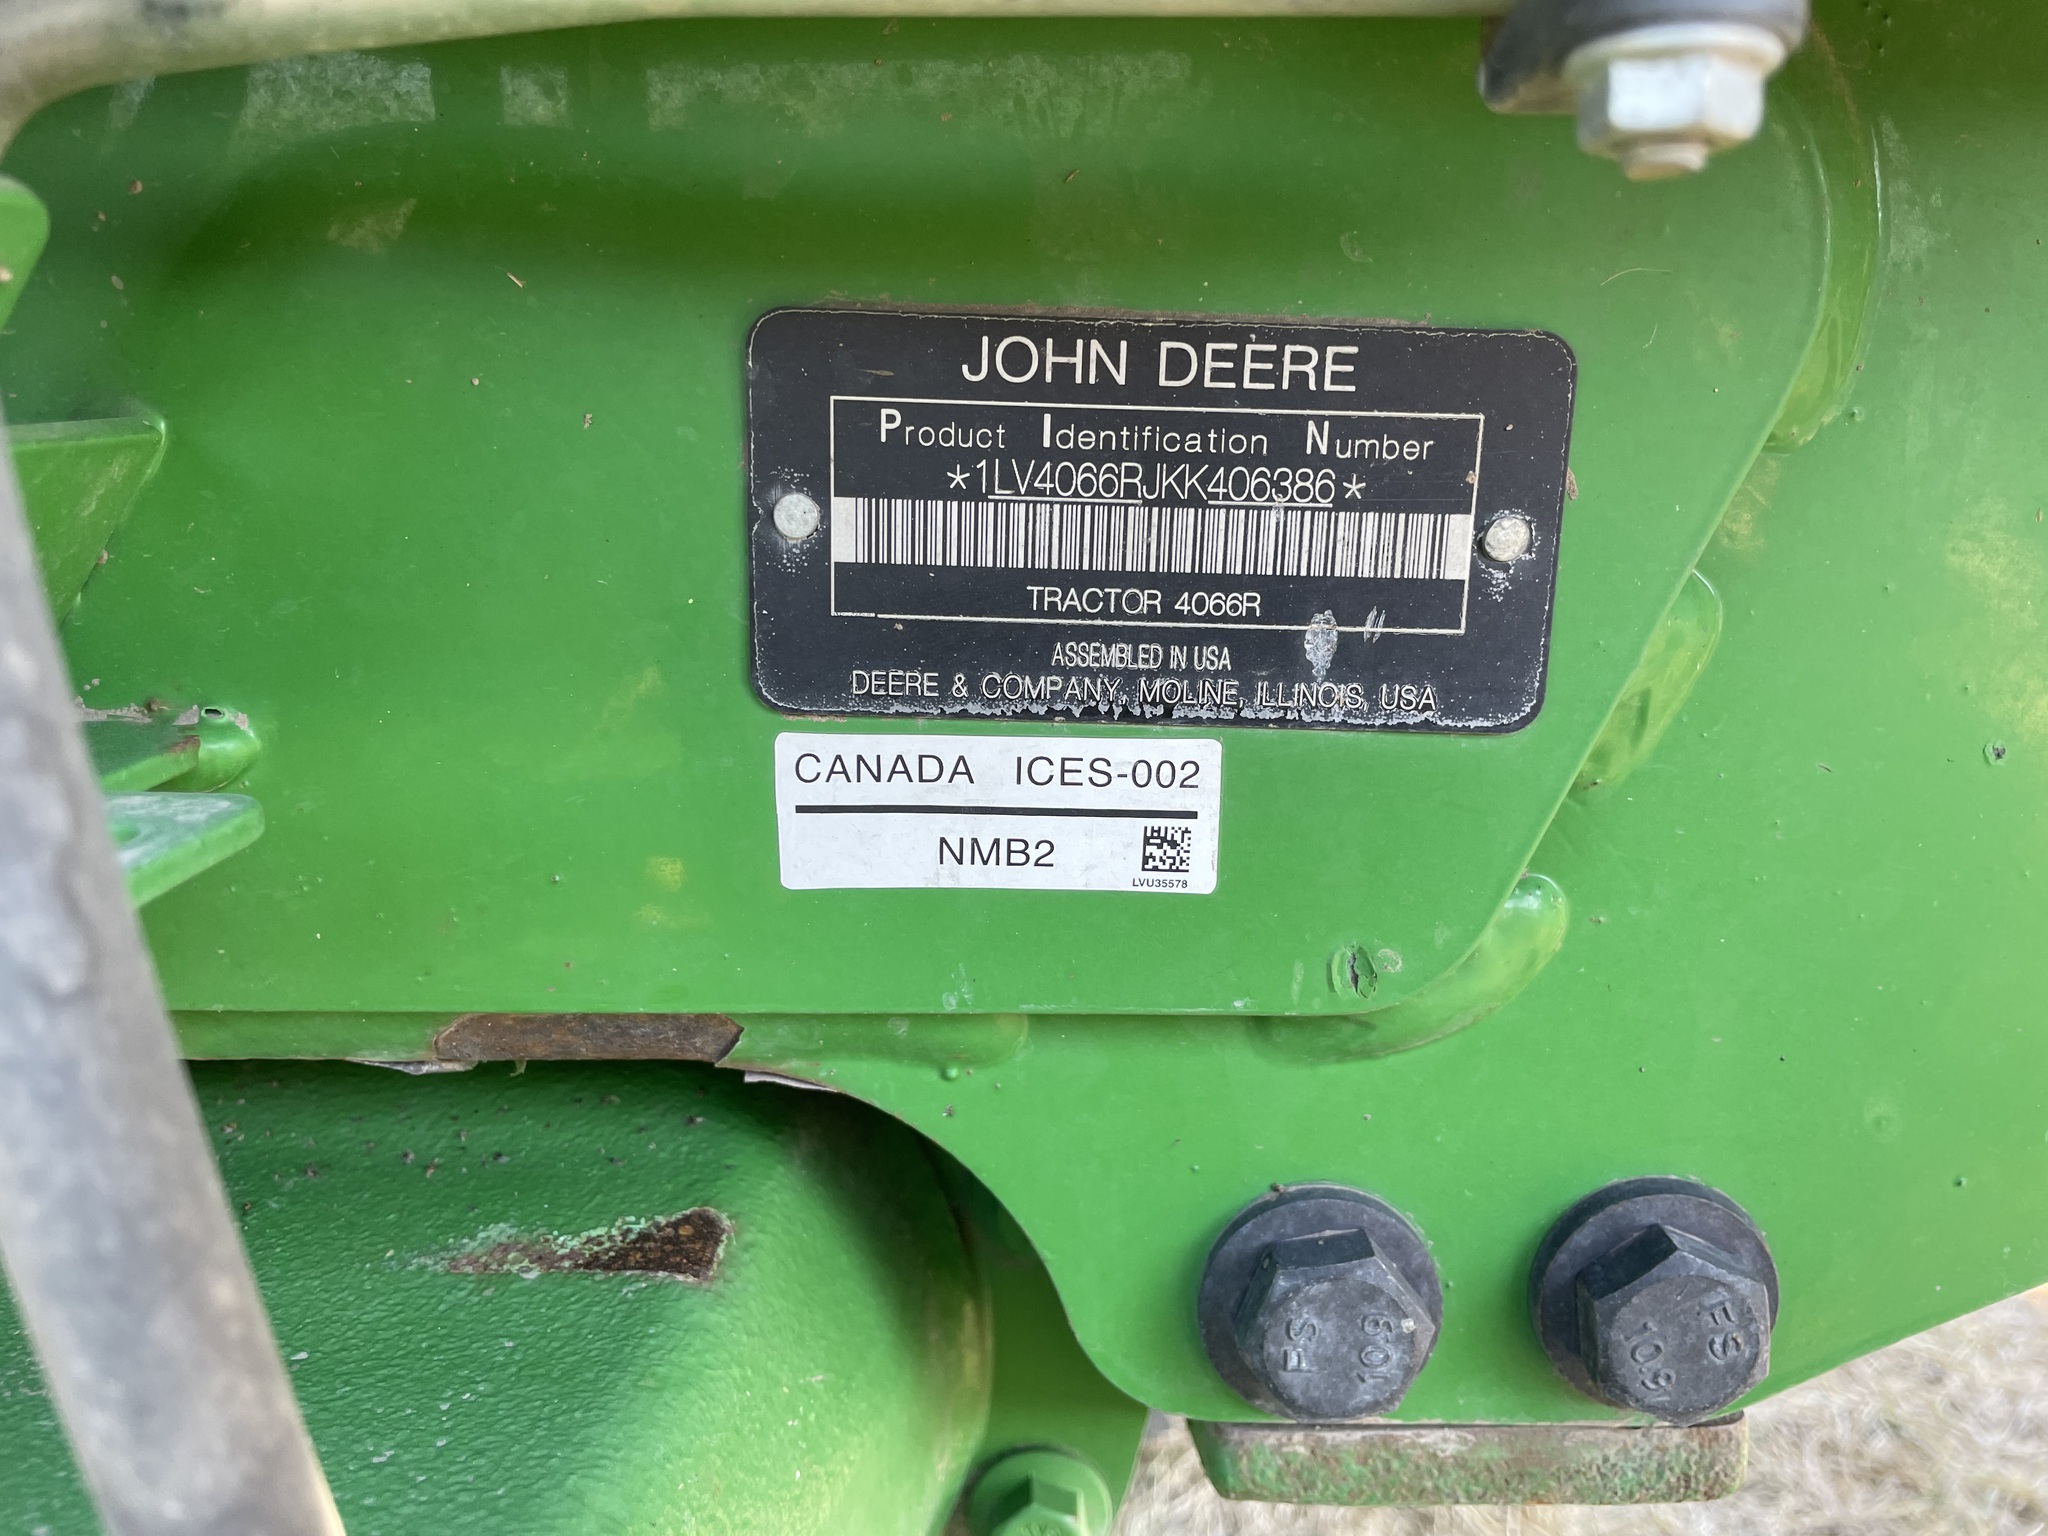 JOHN DEERE
Product Identification Number
*1LV4066RJKK406386*
TRACTOR 4066R
ASSEMBLED IN USA
DEERE & COMPANY, MOLINE, ILLINOIS, USA
CANADA ICES-002
NMB2
LVU35578
FS 10.9
FS 10.9